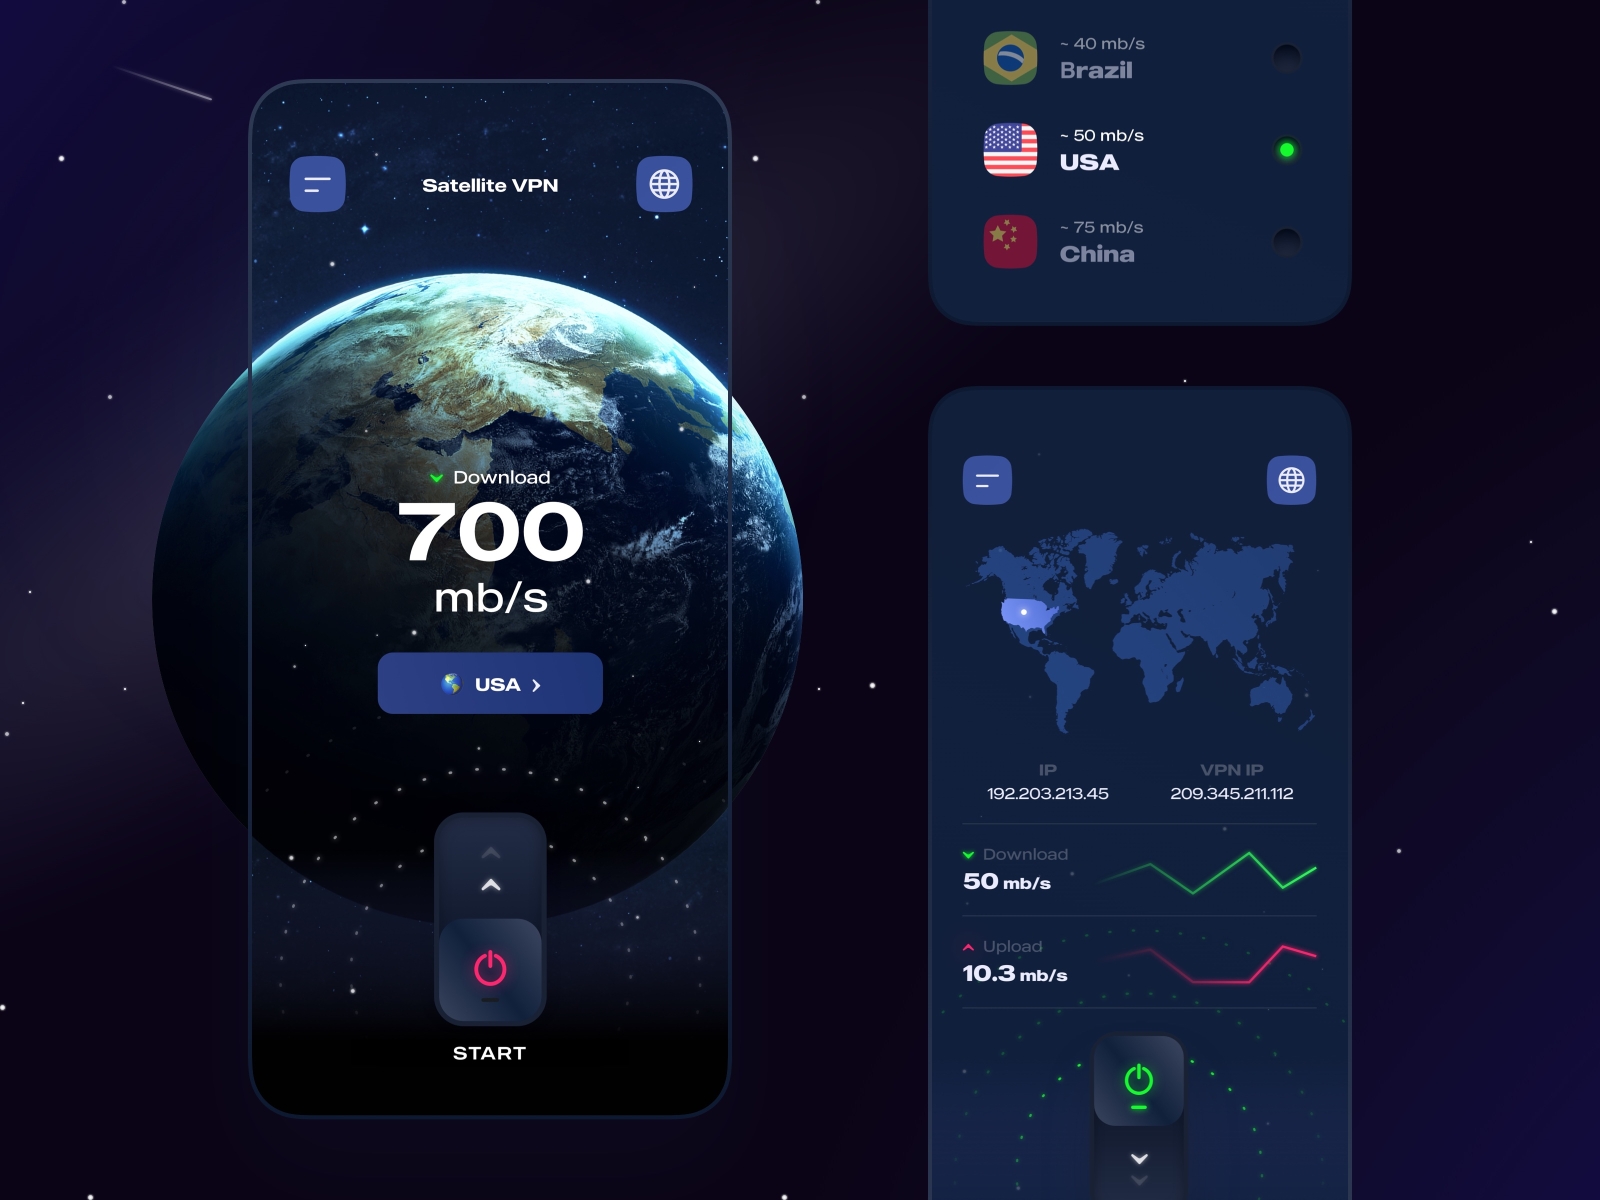 Satellite VPN
Download
700
mb/s
USA
START
~ 40 mb/s
Brazil
~ 50 mb/s
USA
~ 75 mb/s
China
IP
192.203.213.45
VPN IP
209.345.211.112
Download
50 mb/s
Upload
10.3 mb/s